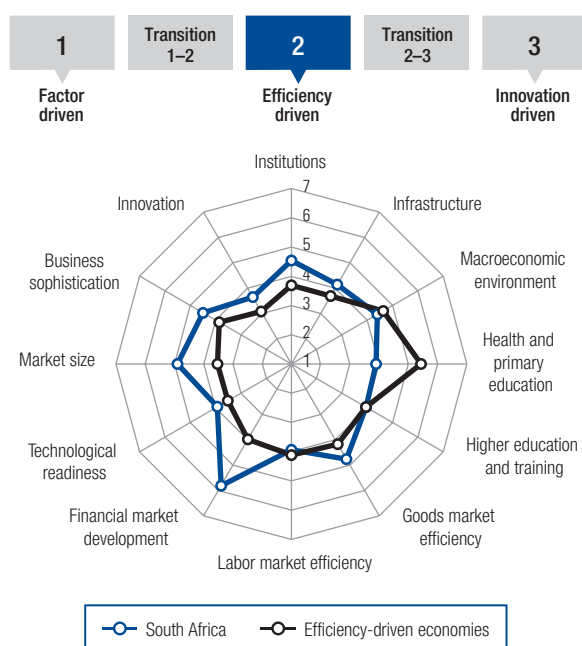 1
Transition
1–2
2
Transition
2–3
3
Factor
driven
Efficiency
driven
Innovation
driven
Institutions
Infrastructure
Macroeconomic
environment
Health and
primary
education
Higher education
and training
Goods market
efficiency
Labor market efficiency
Financial market
development
Technological
readiness
Market size
Business
sophistication
Innovation
7
6
5
4
3
2
1
South Africa
Efficiency-driven economies